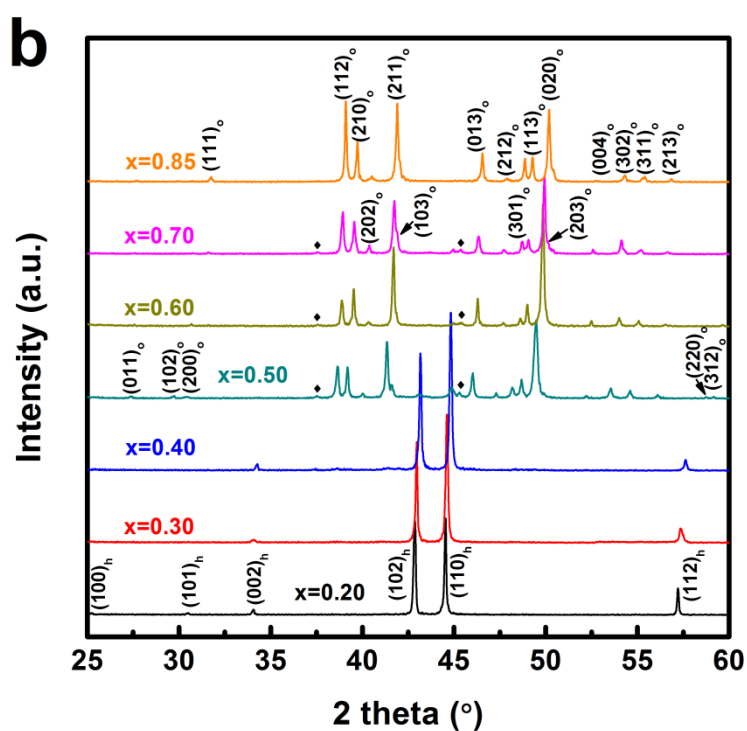 b
(111)o
(112)o
(210)o
(211)o
(013)o
(212)o
(113)o
(020)o
(004)o
(302)o
(311)o
(213)o
x=0.85
x=0.70
(202)o
(103)o
(301)o
(203)o
x=0.60
x=0.50
(011)o
(102)o
(200)o
(220)o
(312)o
x=0.40
x=0.30
x=0.20
(100)h
(101)h
(002)h
(102)h
(110)h
(112)h
Intensity (a.u.)
25 30 35 40 45 50 55 60
2 theta (°)